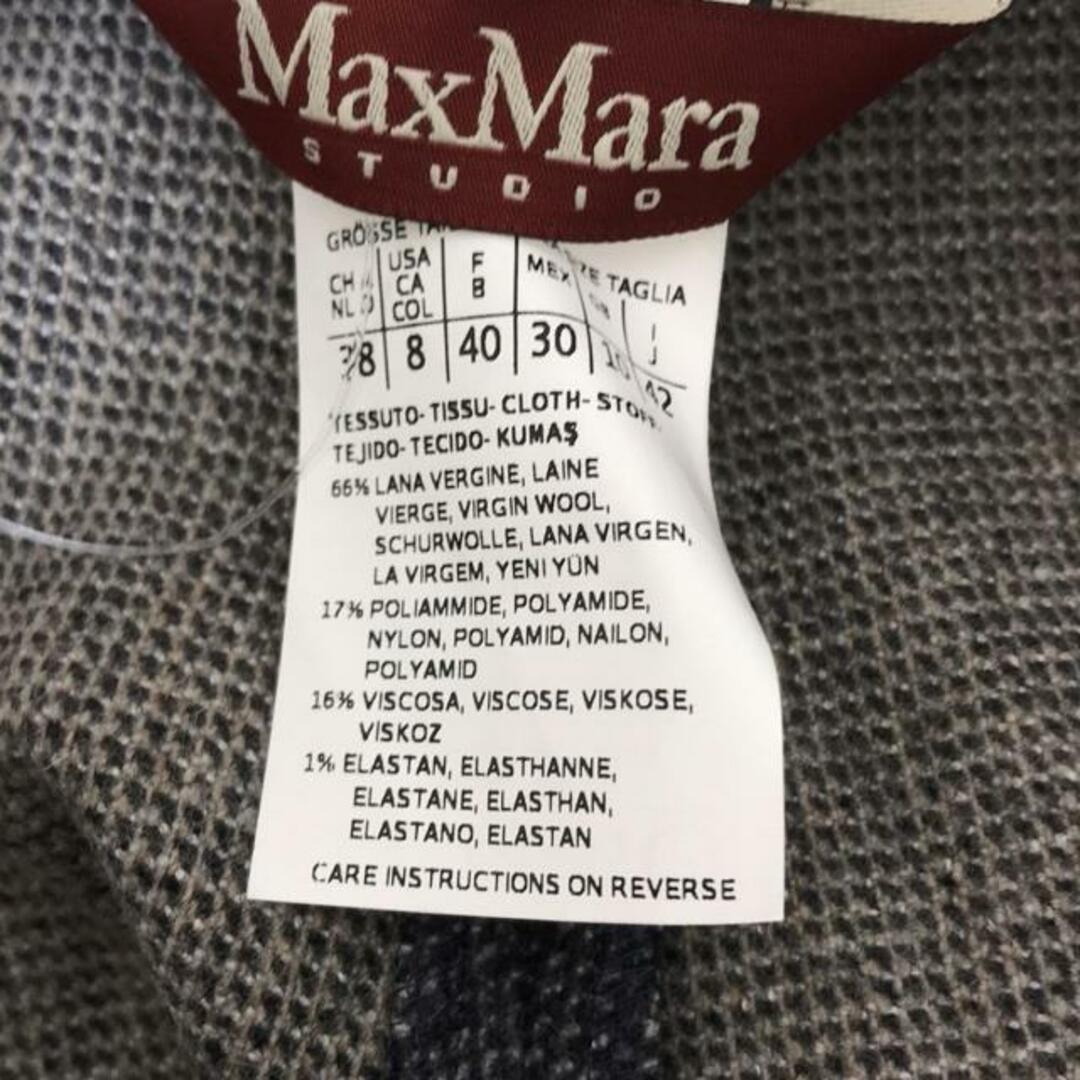 MaxMara
STUDIO
GRÖSSE
MEX TAGLIA
CH USA F
NL CA B
COL
8 40 30 42
TESSUTO-TISSU-CLOTH-
TEJIDO-TECIDO-KUMAŞ
66% LANA VERGINE, LAINE
VIERGE, VIRGIN WOOL,
SCHURWOLLE, LANA VIRGEN,
LA VIRGEM, YENI YÜN
17% POLIAMMIDE, POLYAMIDE,
NYLON, POLYAMID, NAILON,
POLYAMID
16% VISCOSA, VISCOSE, VISKOSE,
VİSKOZ
1% ELASTAN, ELASTHANNE,
ELASTANE, ELASTHAN,
ELASTANO, ELASTAN
CARE INSTRUCTIONS ON REVERSE